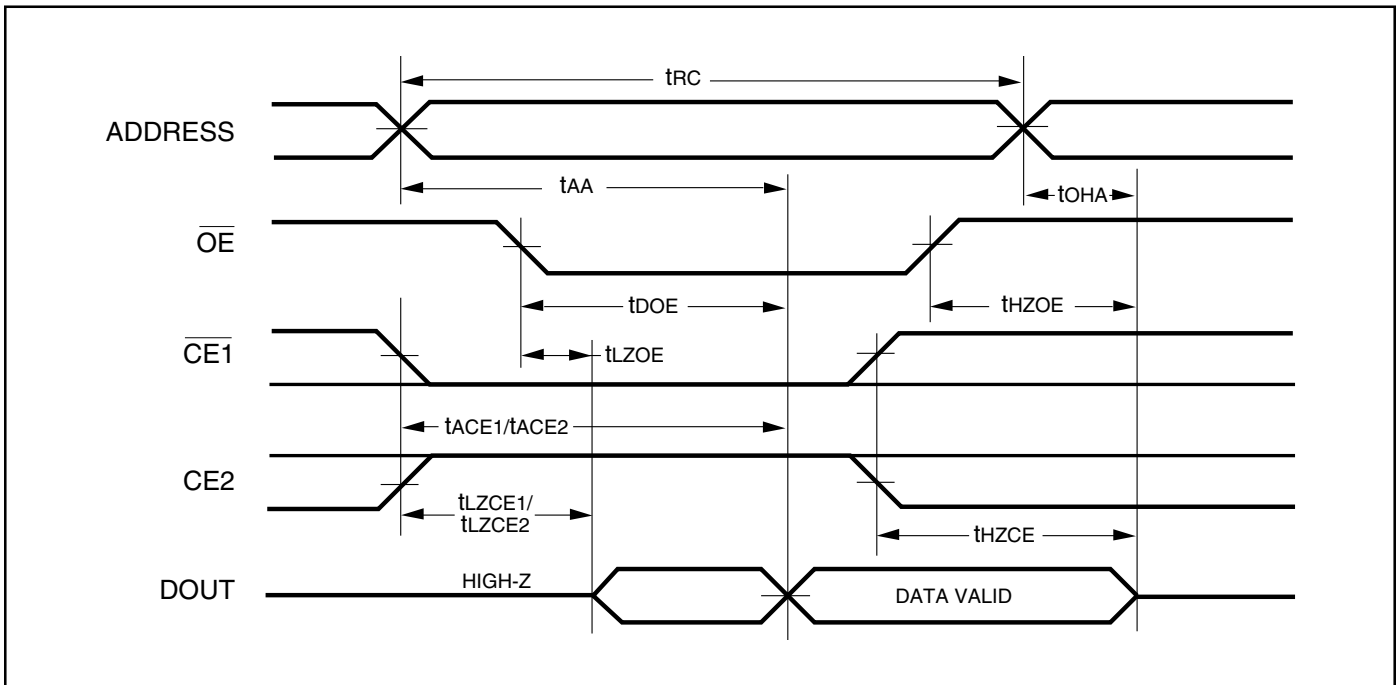 tRC
ADDRESS
tAA
tOHA
OE
tDOE
tHZOE
CE1
tLZOE
tACE1/tACE2
CE2
tLZCE1/
tLZCE2
tHZCE
DOUT
HIGH-Z
DATA VALID